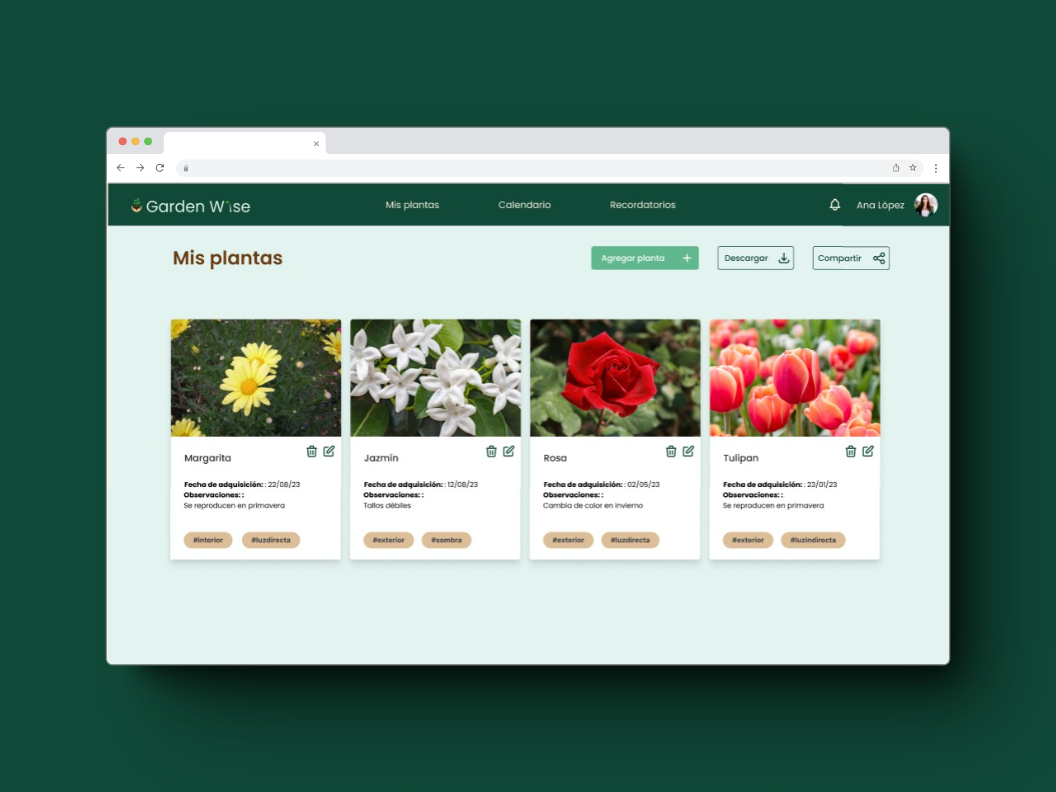 Garden Wise
Mis plantas
Calendario
Recordatorios
Ana López
Mis plantas
Agregar planta +
Descargar
Compartir
Margarita
Fecha de adquisición: : 22/08/23
Observaciones: :
Se reproducen en primavera
#interior #luzdirecta
Jazmín
Fecha de adquisición: : 12/08/23
Observaciones: :
Tallos débiles
#exterior #sombra
Rosa
Fecha de adquisición: : 02/05/23
Observaciones: :
Cambia de color en invierno
#exterior #luzdirecta
Tulipan
Fecha de adquisición: : 23/01/23
Observaciones: :
Se reproducen en primavera
#exterior #luzindirecta